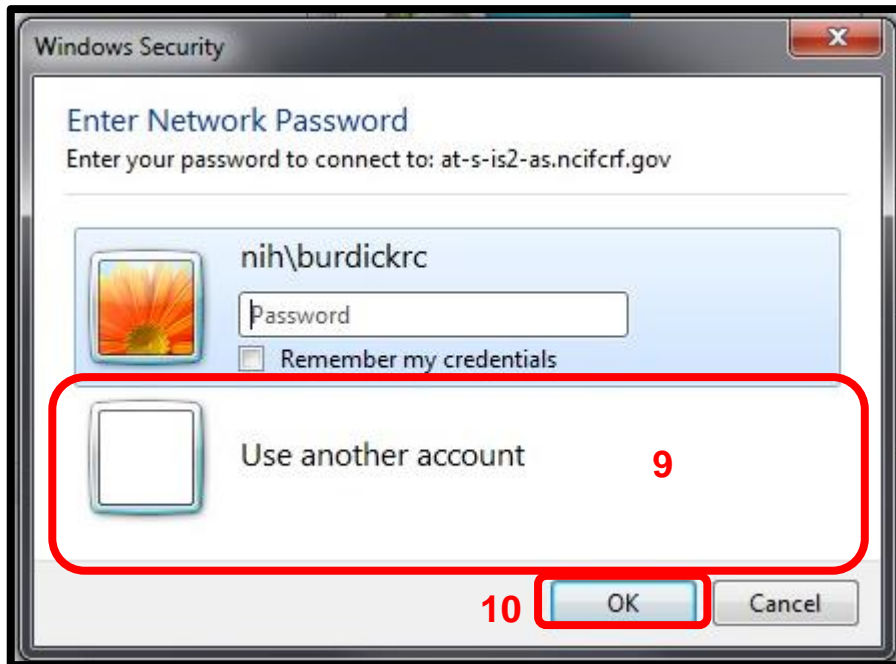 Windows Security
Enter Network Password
Enter your password to connect to: at-s-is2-as.ncifcrf.gov
nih\burdickrc
Password
Remember my credentials
Use another account
9
10
OK
Cancel